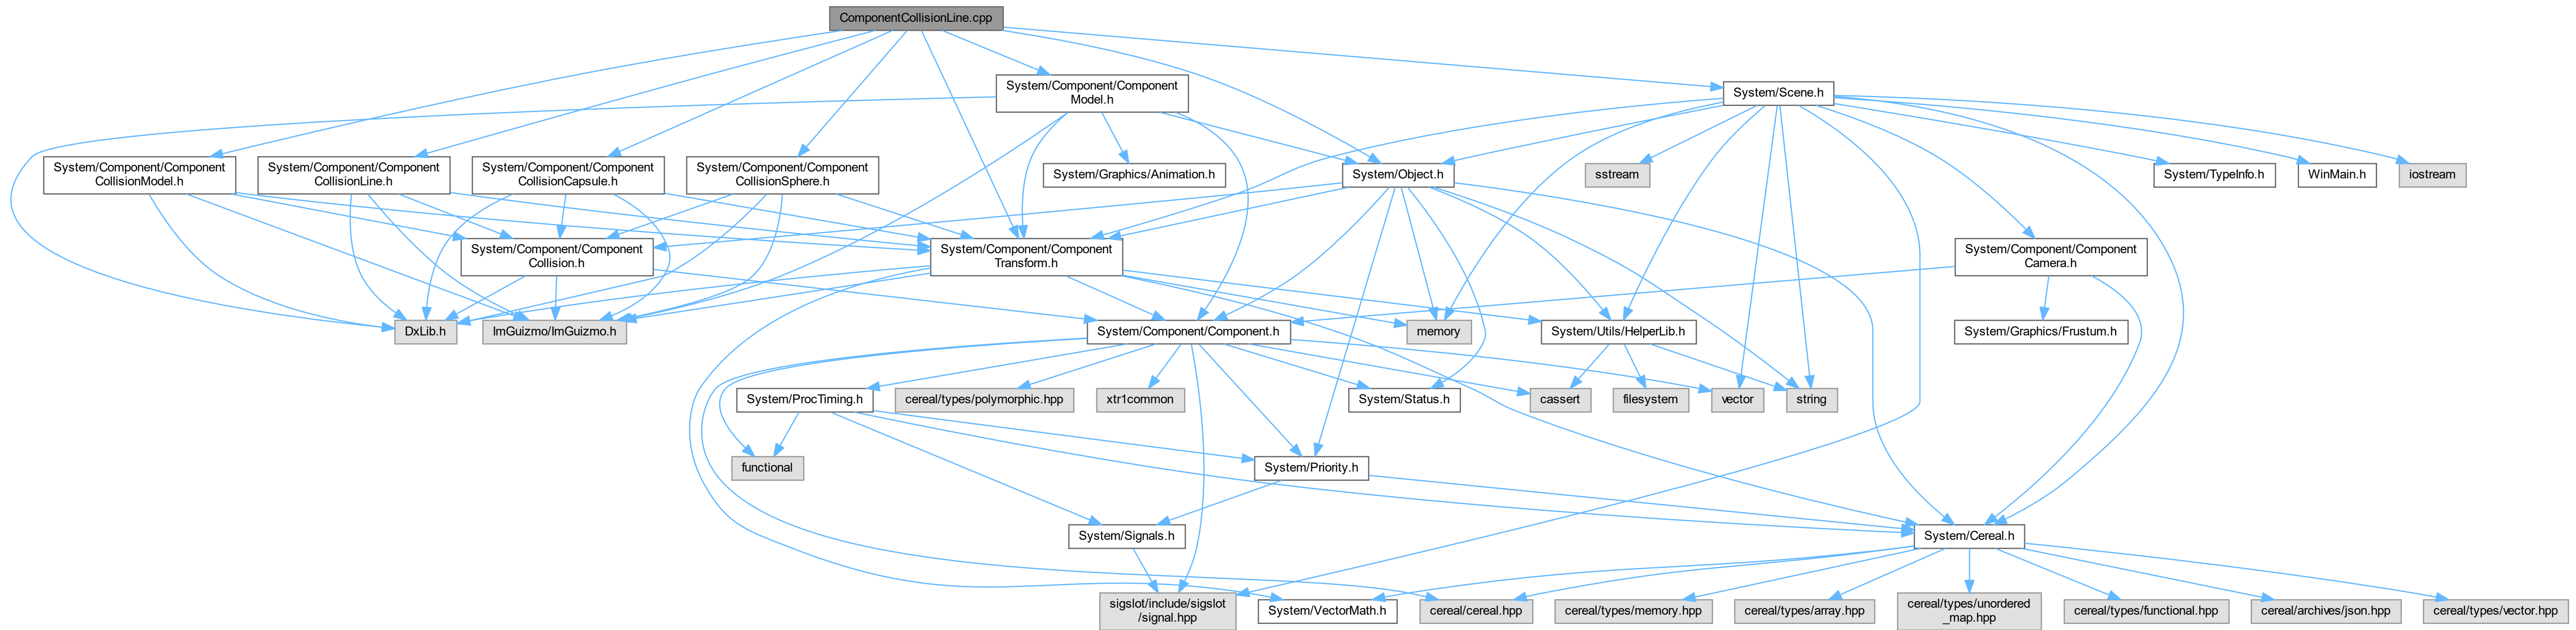 ComponentCollisionLine.cpp
System/Component/Component
Model.h
System/Scene.h
System/Component/Component
CollisionModel.h
System/Component/Component
CollisionLine.h
System/Component/Component
CollisionCapsule.h
System/Component/Component
CollisionSphere.h
System/Graphics/Animation.h
System/Object.h
sstream
System/TypeInfo.h
WinMain.h
iostream
System/Component/Component
Collision.h
System/Component/Component
Transform.h
System/Component/Component
Camera.h
DxLib.h
ImGuizmo/ImGuizmo.h
System/Component/Component.h
memory
System/Utils/HelperLib.h
System/Graphics/Frustum.h
System/ProcTiming.h
cereal/types/polymorphic.hpp
xtr1common
System/Status.h
cassert
filesystem
vector
string
functional
System/Priority.h
System/Signals.h
System/Cereal.h
sigslot/include/sigslot
/signal.hpp
System/VectorMath.h
cereal/cereal.hpp
cereal/types/memory.hpp
cereal/types/array.hpp
cereal/types/unordered
_map.hpp
cereal/types/functional.hpp
cereal/archives/json.hpp
cereal/types/vector.hpp